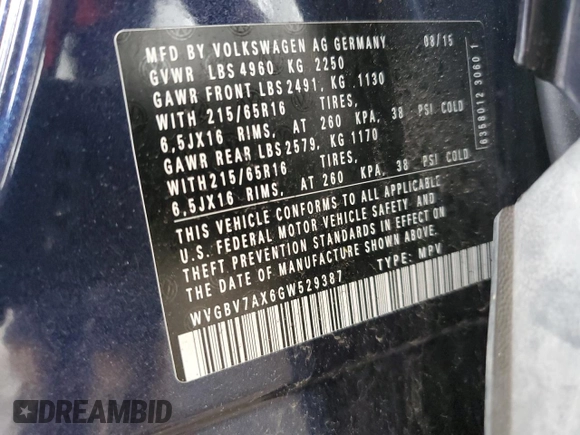 MFD BY VOLKSWAGEN AG GERMANY 08/15
GVWR LBS 4960 KG 2250
GAWR FRONT LBS 2491, KG 1130
WITH 215/65R16 TIRES,
6,5JX16 RIMS, AT 260 KPA, 38 PSI COLD
GAWR REAR LBS 2579, KG 1170
WITH 215/65R16 TIRES,
6,5JX16 RIMS, AT 260 KPA, 38 PSI COLD
THIS VEHICLE CONFORMS TO ALL APPLICABLE
U.S. FEDERAL MOTOR VEHICLE SAFETY AND
THEFT PREVENTION STANDARDS IN EFFECT ON
THE DATE OF MANUFACTURE SHOWN ABOVE.
WVGBV7AX6GW529387 TYPE: MPV
6358012 3060 1
DREAMBID